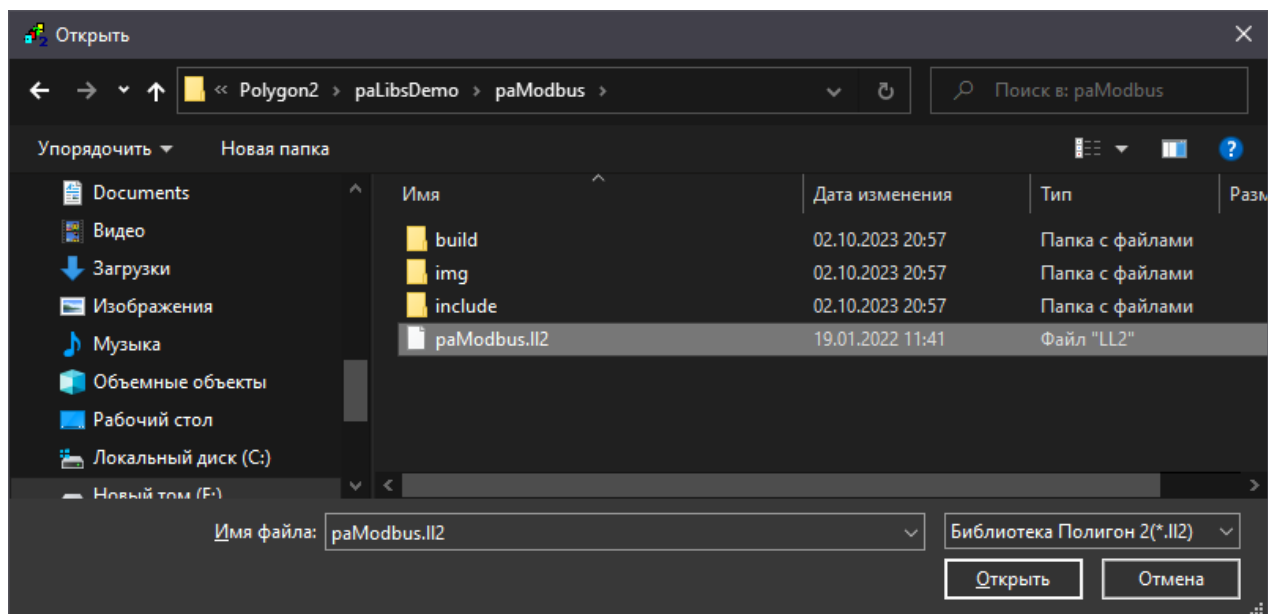 Открыть
« Polygon2 › paLibsDemo › paModbus ›
Поиск в: paModbus
Упорядочить
Новая папка
Имя
Дата изменения
Тип
Разм
Documents
Видео
Загрузки
Изображения
Музыка
Объемные объекты
Рабочий стол
Локальный диск (C:)
Новый том
build 02.10.2023 20:57 Папка с файлами
img 02.10.2023 20:57 Папка с файлами
include 02.10.2023 20:57 Папка с файлами
paModbus.ll2 19.01.2022 11:41 Файл "LL2"
Имя файла: paModbus.ll2
Библиотека Полигон 2(*.ll2)
Открыть
Отмена